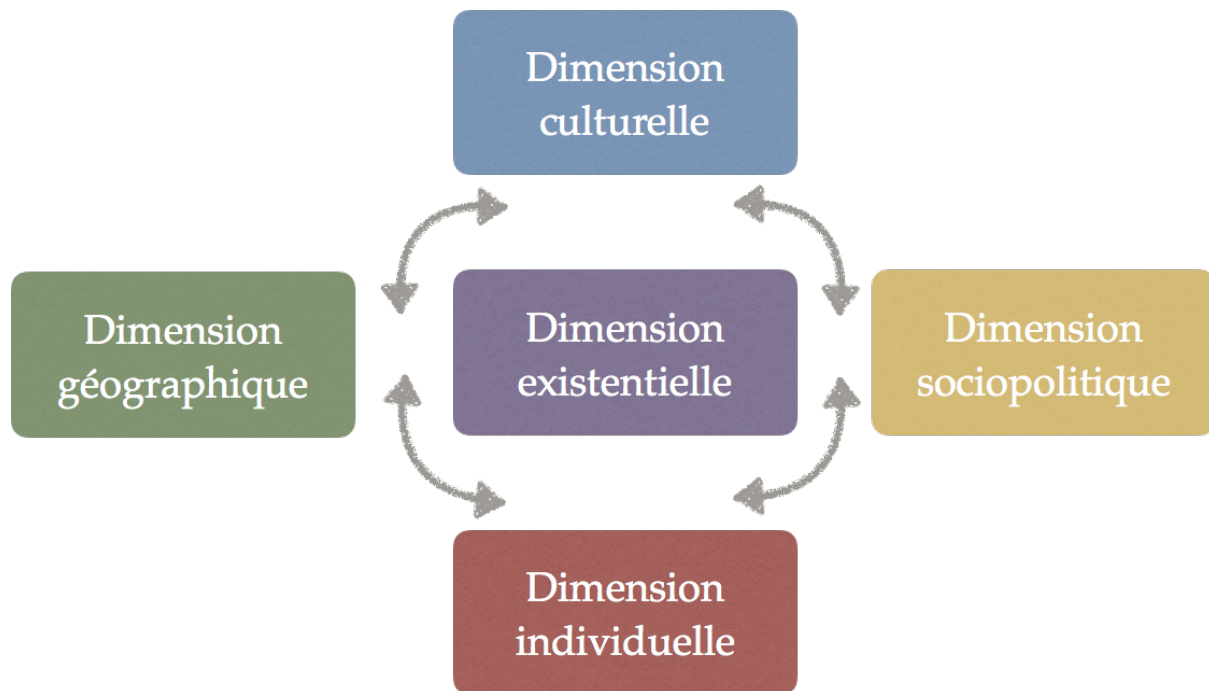 Dimension
culturelle
Dimension
géographique
Dimension
existentielle
Dimension
sociopolitique
Dimension
individuelle